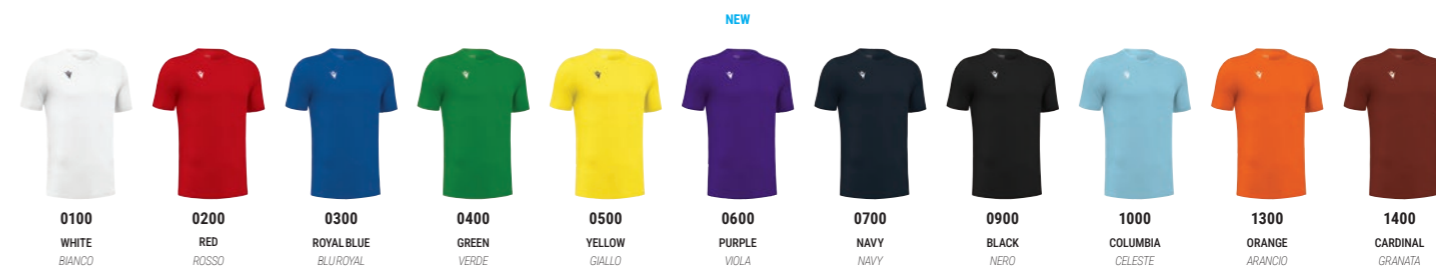 NEW
0100 0200 0300 0400 0500 0600 0700 0900 1000 1300 1400
WHITE RED ROYAL BLUE GREEN YELLOW PURPLE NAVY BLACK COLUMBIA ORANGE CARDINAL
BIANCO ROSSO BLU ROYAL VERDE GIALLO VIOLA NAVY NERO CELESTE ARANCIO GRANATA